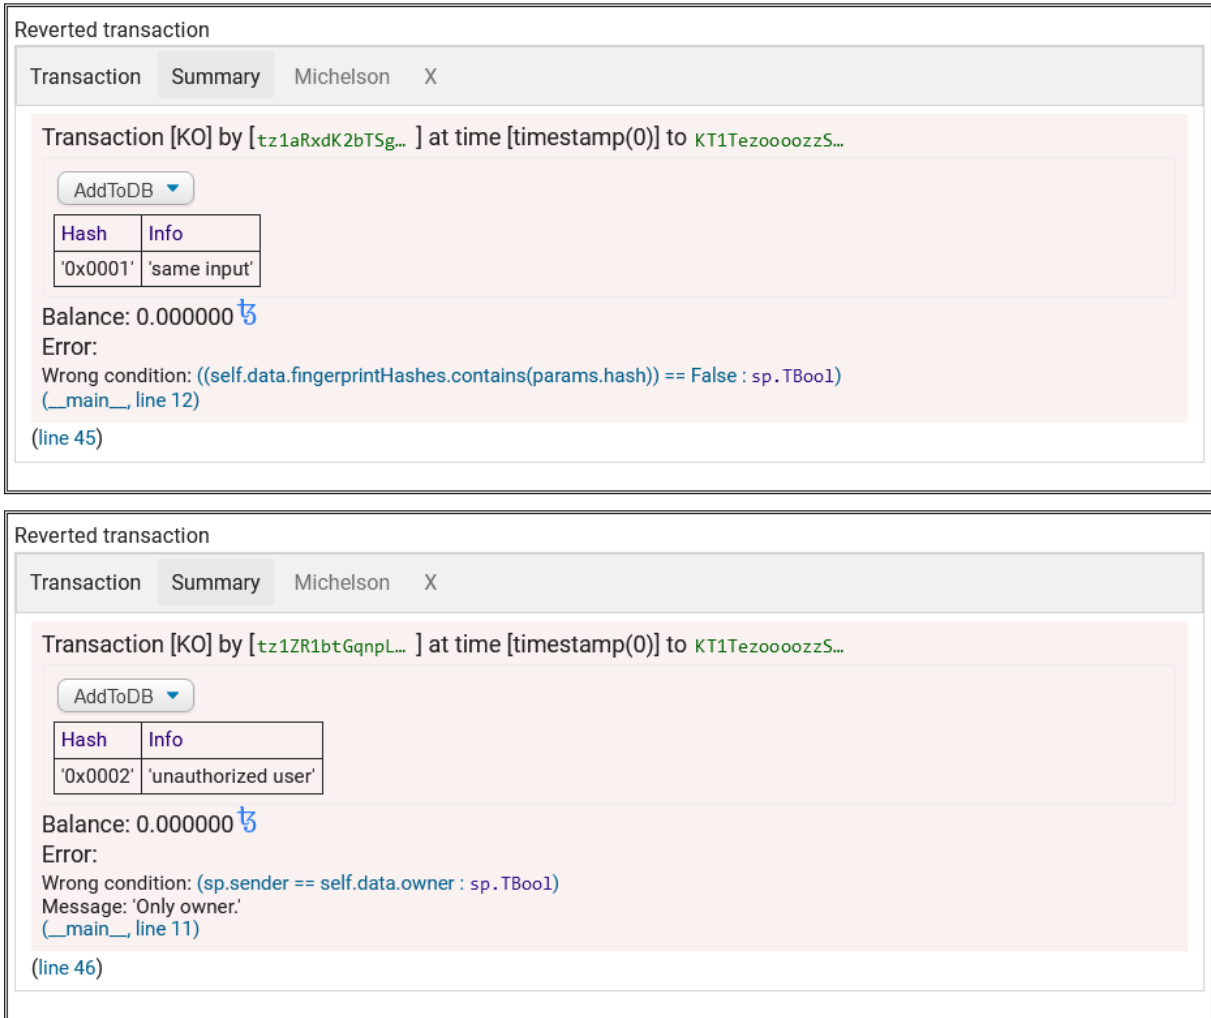 Reverted transaction
Transaction Summary Michelson X
Transaction [KO] by [tz1aRxdK2bTSg… ] at time [timestamp(0)] to KT1TezoooozzS…
AddToDB
Hash Info
'0x0001' 'same input'
Balance: 0.000000 ꜩ
Error:
Wrong condition: ((self.data.fingerprintHashes.contains(params.hash)) == False : sp.TBool)
(__main__, line 12)
(line 45)
Reverted transaction
Transaction Summary Michelson X
Transaction [KO] by [tz1ZR1btGqnpL… ] at time [timestamp(0)] to KT1TezoooozzS…
AddToDB
Hash Info
'0x0002' 'unauthorized user'
Balance: 0.000000 ꜩ
Error:
Wrong condition: (sp.sender == self.data.owner : sp.TBool)
Message: 'Only owner.'
(__main__, line 11)
(line 46)